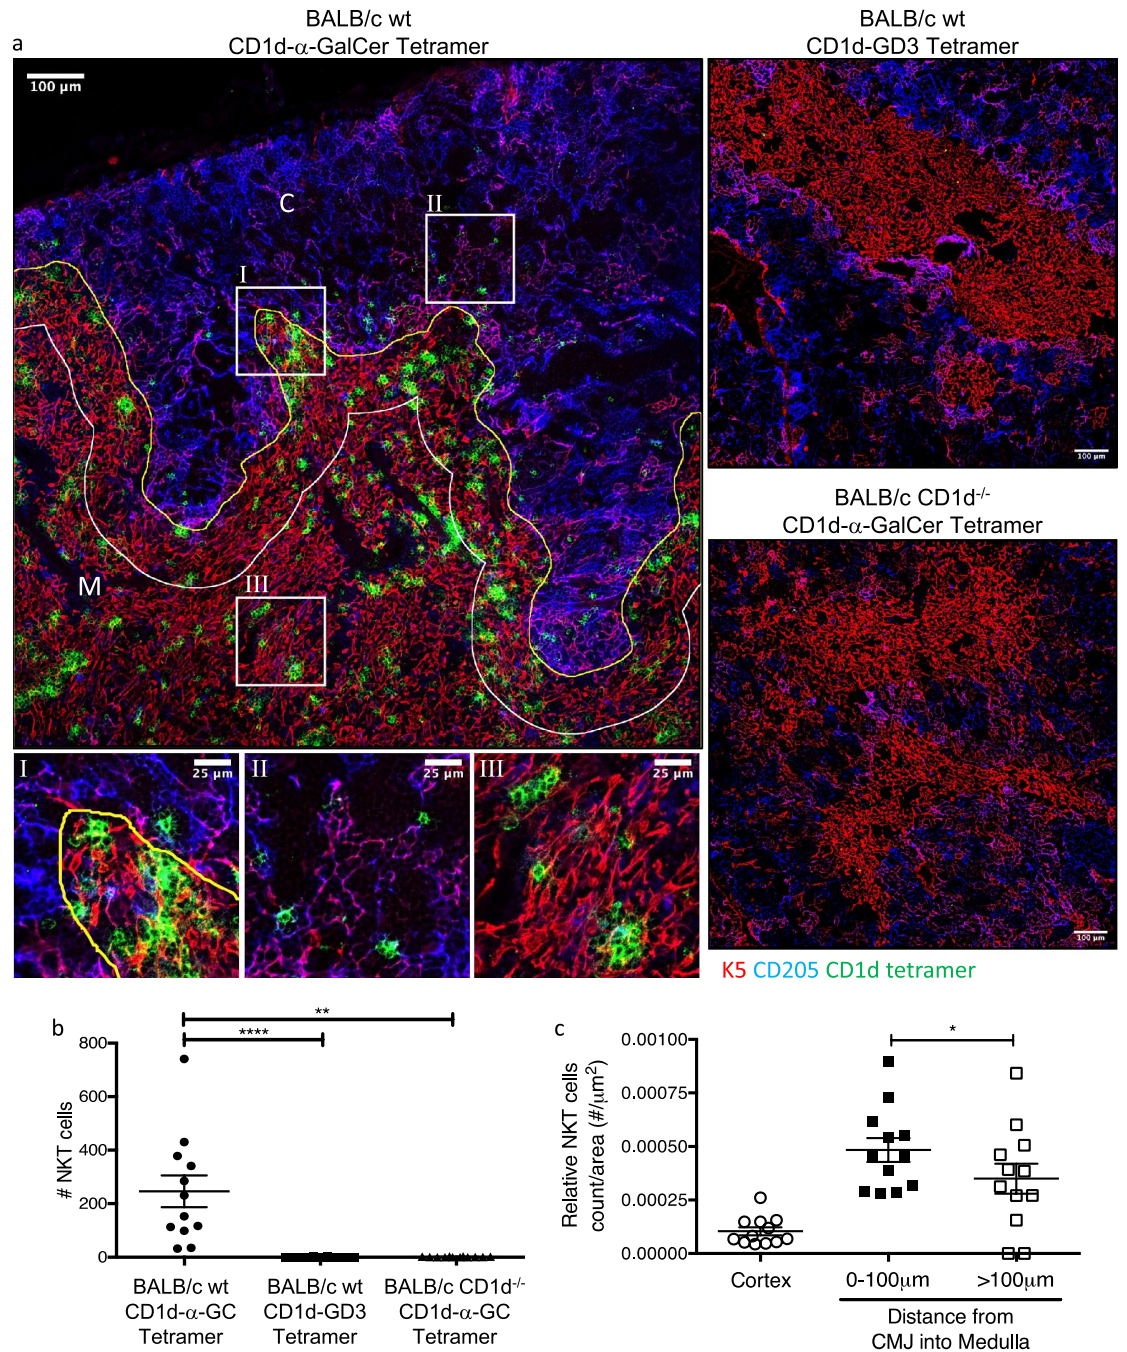 BALB/c wt
CD1d-α-GalCer Tetramer
BALB/c wt
CD1d-GD3 Tetramer
a
100 μm
C
II
I
M
III
100 μm
BALB/c CD1d-/-
CD1d-α-GalCer Tetramer
100 μm
I
25 μm
II
25 μm
III
25 μm
K5 CD205 CD1d tetramer
b
**
****
800
600
400
200
0
# NKT cells
BALB/c wt
CD1d-α-GC
Tetramer
BALB/c wt
CD1d-GD3
Tetramer
BALB/c CD1d-/-
CD1d-α-GC
Tetramer
c
*
0.00100
0.00075
0.00050
0.00025
0.00000
Relative NKT cells
count/area (#/μm²)
Cortex
0-100μm
>100μm
Distance from
CMJ into Medulla